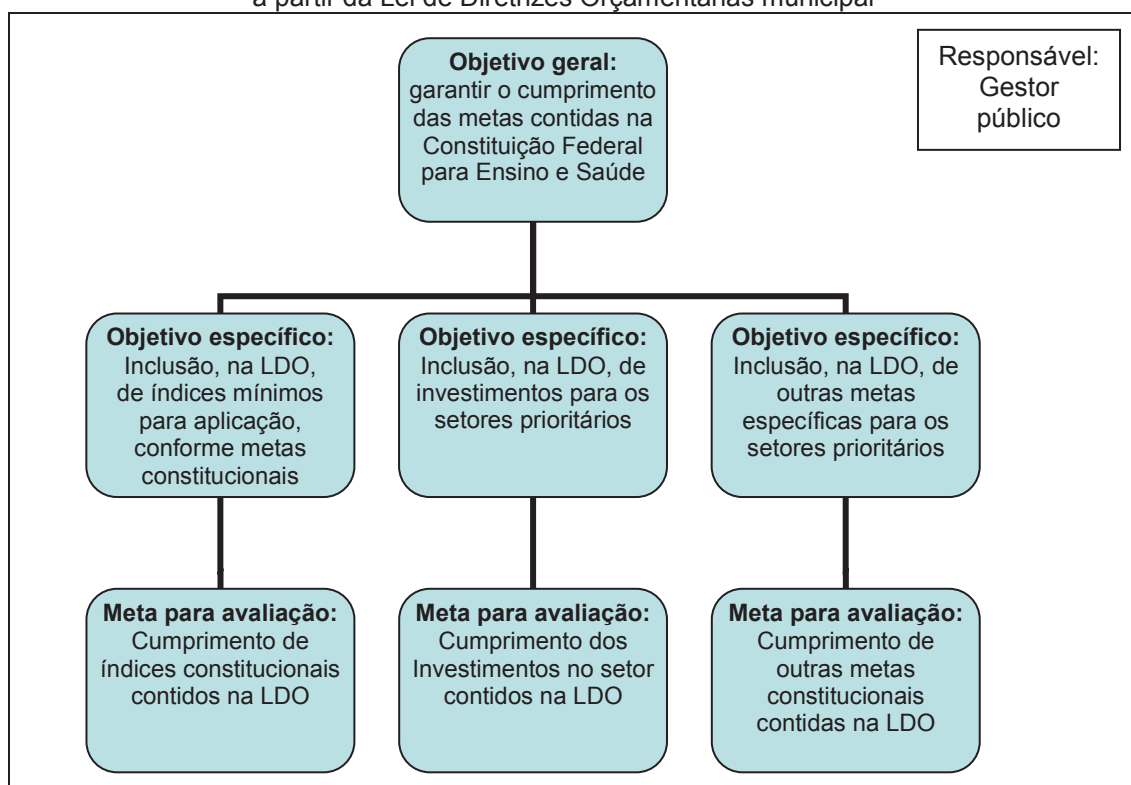 a partir da Lei de Diretrizes Orçamentárias municipal
Objetivo geral:
garantir o cumprimento
das metas contidas na
Constituição Federal
para Ensino e Saúde
Responsável:
Gestor
público
Objetivo específico:
Inclusão, na LDO,
de índices mínimos
para aplicação,
conforme metas
constitucionais
Objetivo específico:
Inclusão, na LDO, de
investimentos para os
setores prioritários
Objetivo específico:
Inclusão, na LDO, de
outras metas
específicas para os
setores prioritários
Meta para avaliação:
Cumprimento de
índices constitucionais
contidos na LDO
Meta para avaliação:
Cumprimento dos
Investimentos no setor
contidos na LDO
Meta para avaliação:
Cumprimento de
outras metas
constitucionais
contidas na LDO